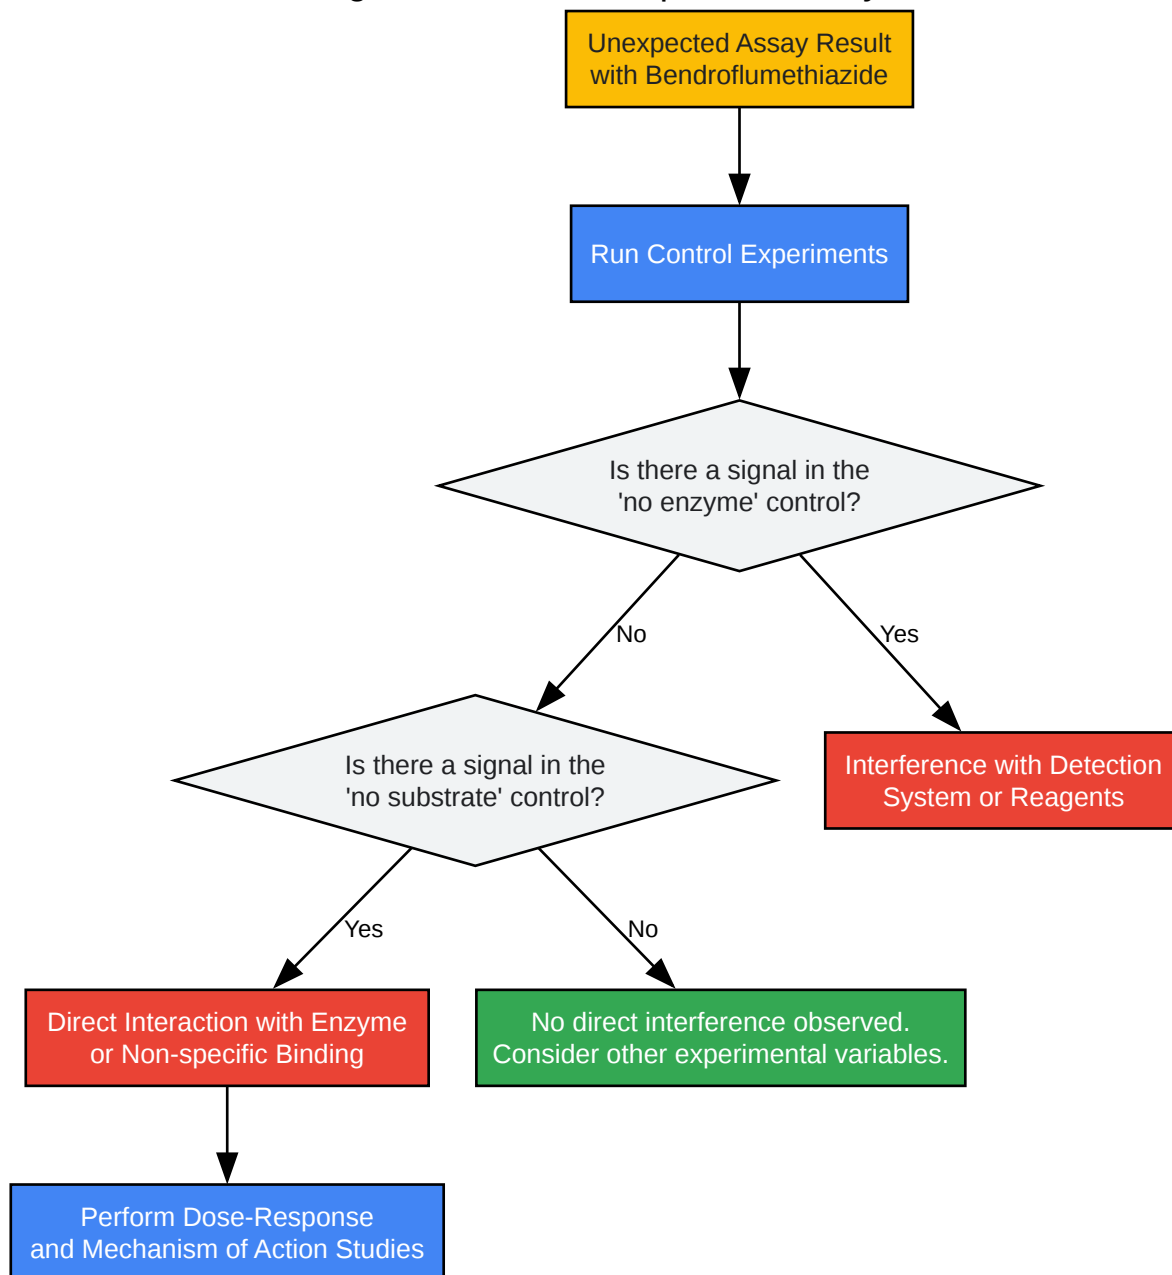 Unexpected Assay Result
with Bendroflumethiazide
Run Control Experiments
Is there a signal in the
'no enzyme' control?
No
Yes
Is there a signal in the
'no substrate' control?
Interference with Detection
System or Reagents
Yes
No
Direct Interaction with Enzyme
or Non-specific Binding
No direct interference observed.
Consider other experimental variables.
Perform Dose-Response
and Mechanism of Action Studies